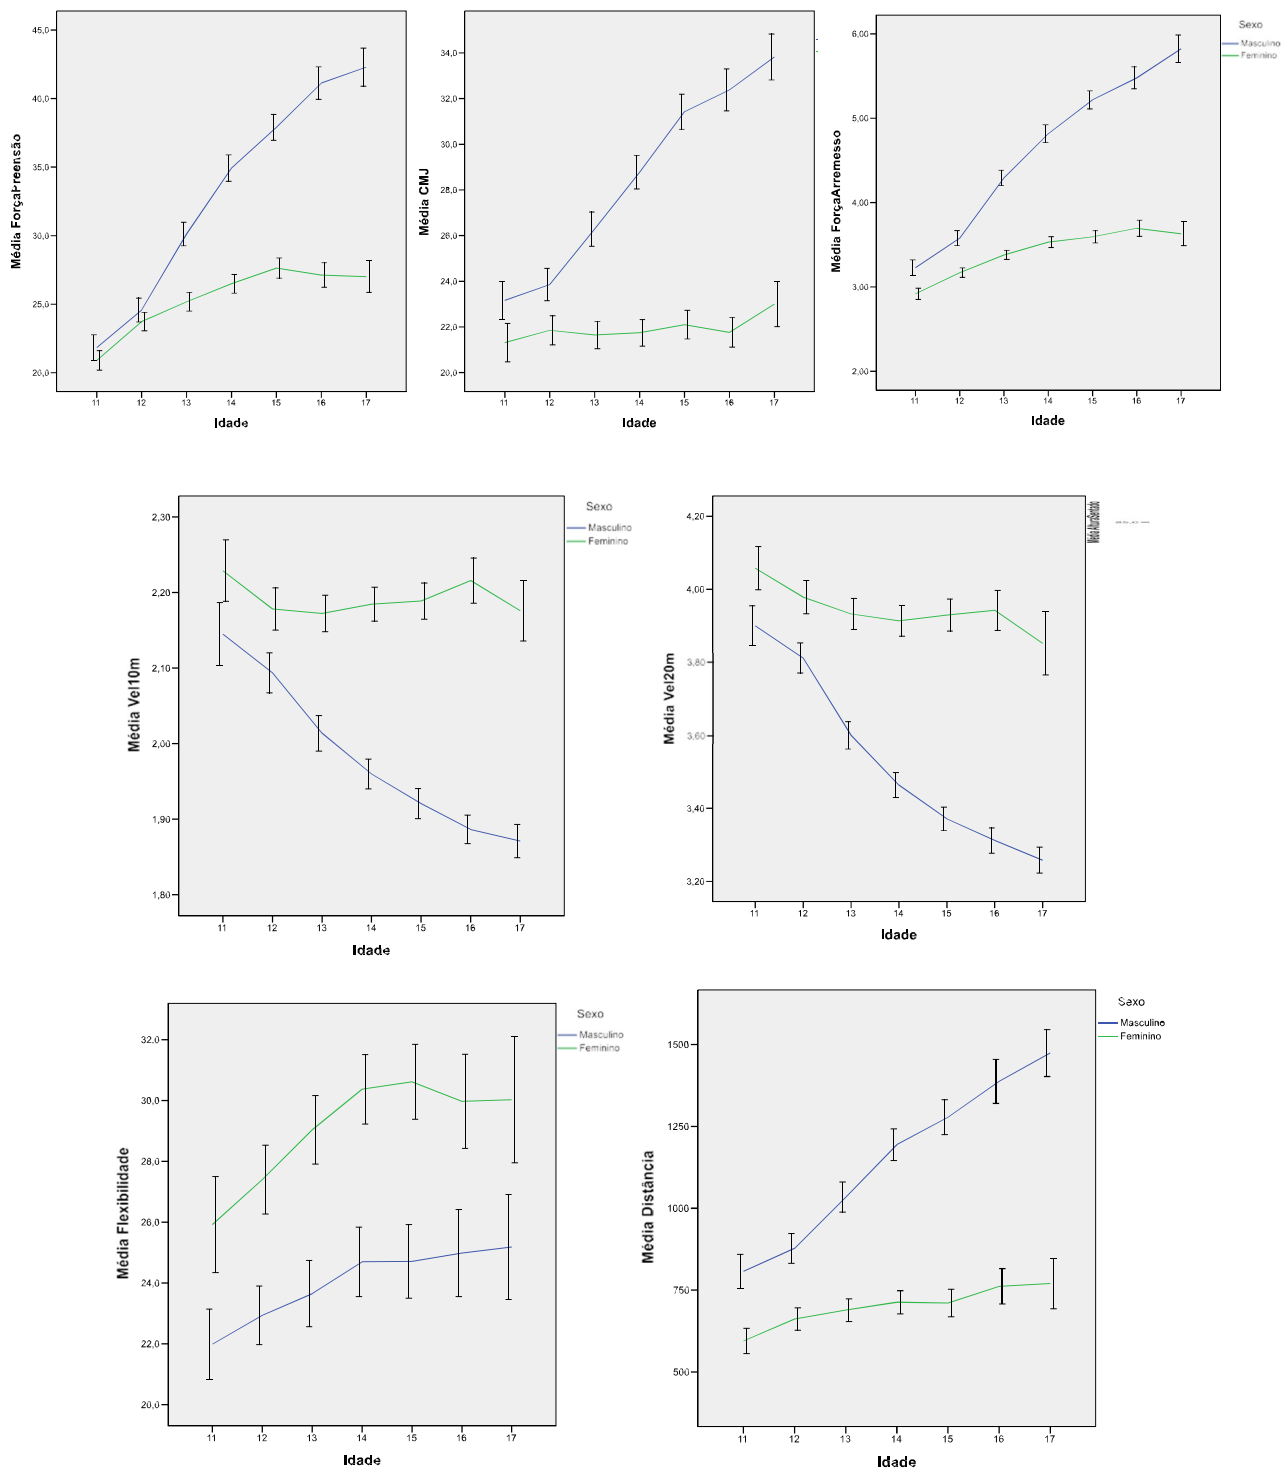 45,0
40,0
35,0
30,0
25,0
20,0
Média ForçaPreensão
11 12 13 14 15 16 17
Idade
34,0
32,0
30,0
28,0
26,0
24,0
22,0
20,0
Média CMJ
11 12 13 14 15 16 17
Idade
6,00
5,00
4,00
3,00
2,00
Média ForçaArremesso
11 12 13 14 15 16 17
Idade
Sexo
Masculino
Feminino
2,30
2,20
2,10
2,00
1,90
1,80
Média Vel10m
11 12 13 14 15 16 17
Idade
Sexo
Masculino
Feminino
4,20
4,00
3,80
3,60
3,40
3,20
Média Vel20m
11 12 13 14 15 16 17
Idade
Média AlturaSentado
32,0
30,0
28,0
26,0
24,0
22,0
20,0
Média Flexibilidade
11 12 13 14 15 16 17
Idade
Sexo
Masculino
Feminino
1500
1250
1000
750
500
Média Distância
11 12 13 14 15 16 17
Idade
Sexo
Masculino
Feminino